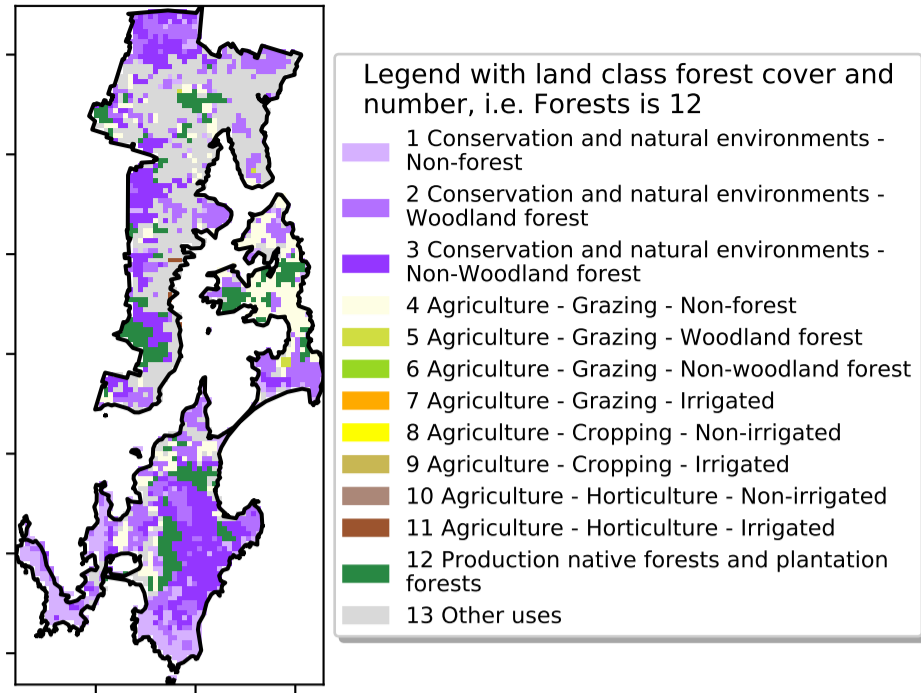 Legend with land class forest cover and
number, i.e. Forests is 12
1 Conservation and natural environments -
Non-forest
2 Conservation and natural environments -
Woodland forest
3 Conservation and natural environments -
Non-Woodland forest
4 Agriculture - Grazing - Non-forest
5 Agriculture - Grazing - Woodland forest
6 Agriculture - Grazing - Non-woodland forest
7 Agriculture - Grazing - Irrigated
8 Agriculture - Cropping - Non-irrigated
9 Agriculture - Cropping - Irrigated
10 Agriculture - Horticulture - Non-irrigated
11 Agriculture - Horticulture - Irrigated
12 Production native forests and plantation
forests
13 Other uses